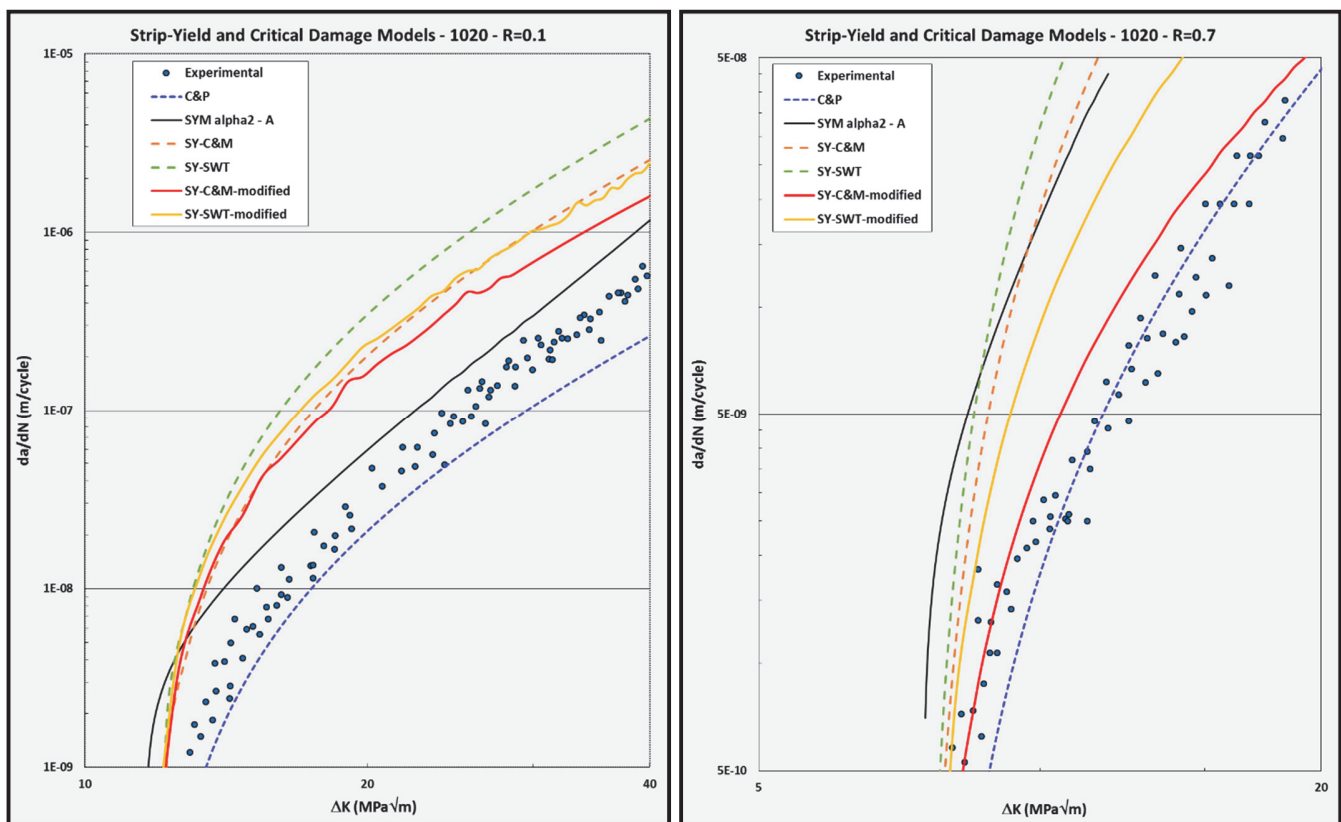 Strip-Yield and Critical Damage Models - 1020 - R=0.1
1E-05
1E-06
1E-07
1E-08
1E-09
da/dN (m/cycle)
Experimental
C&P
SYM alpha2 - A
SY-C&M
SY-SWT
SY-C&M-modified
SY-SWT-modified
10
20
40
ΔK (MPa√m)
Strip-Yield and Critical Damage Models - 1020 - R=0.7
5E-08
5E-09
5E-10
da/dN (m/cycle)
Experimental
C&P
SYM alpha2 - A
SY-C&M
SY-SWT
SY-C&M-modified
SY-SWT-modified
5
20
ΔK (MPa√m)